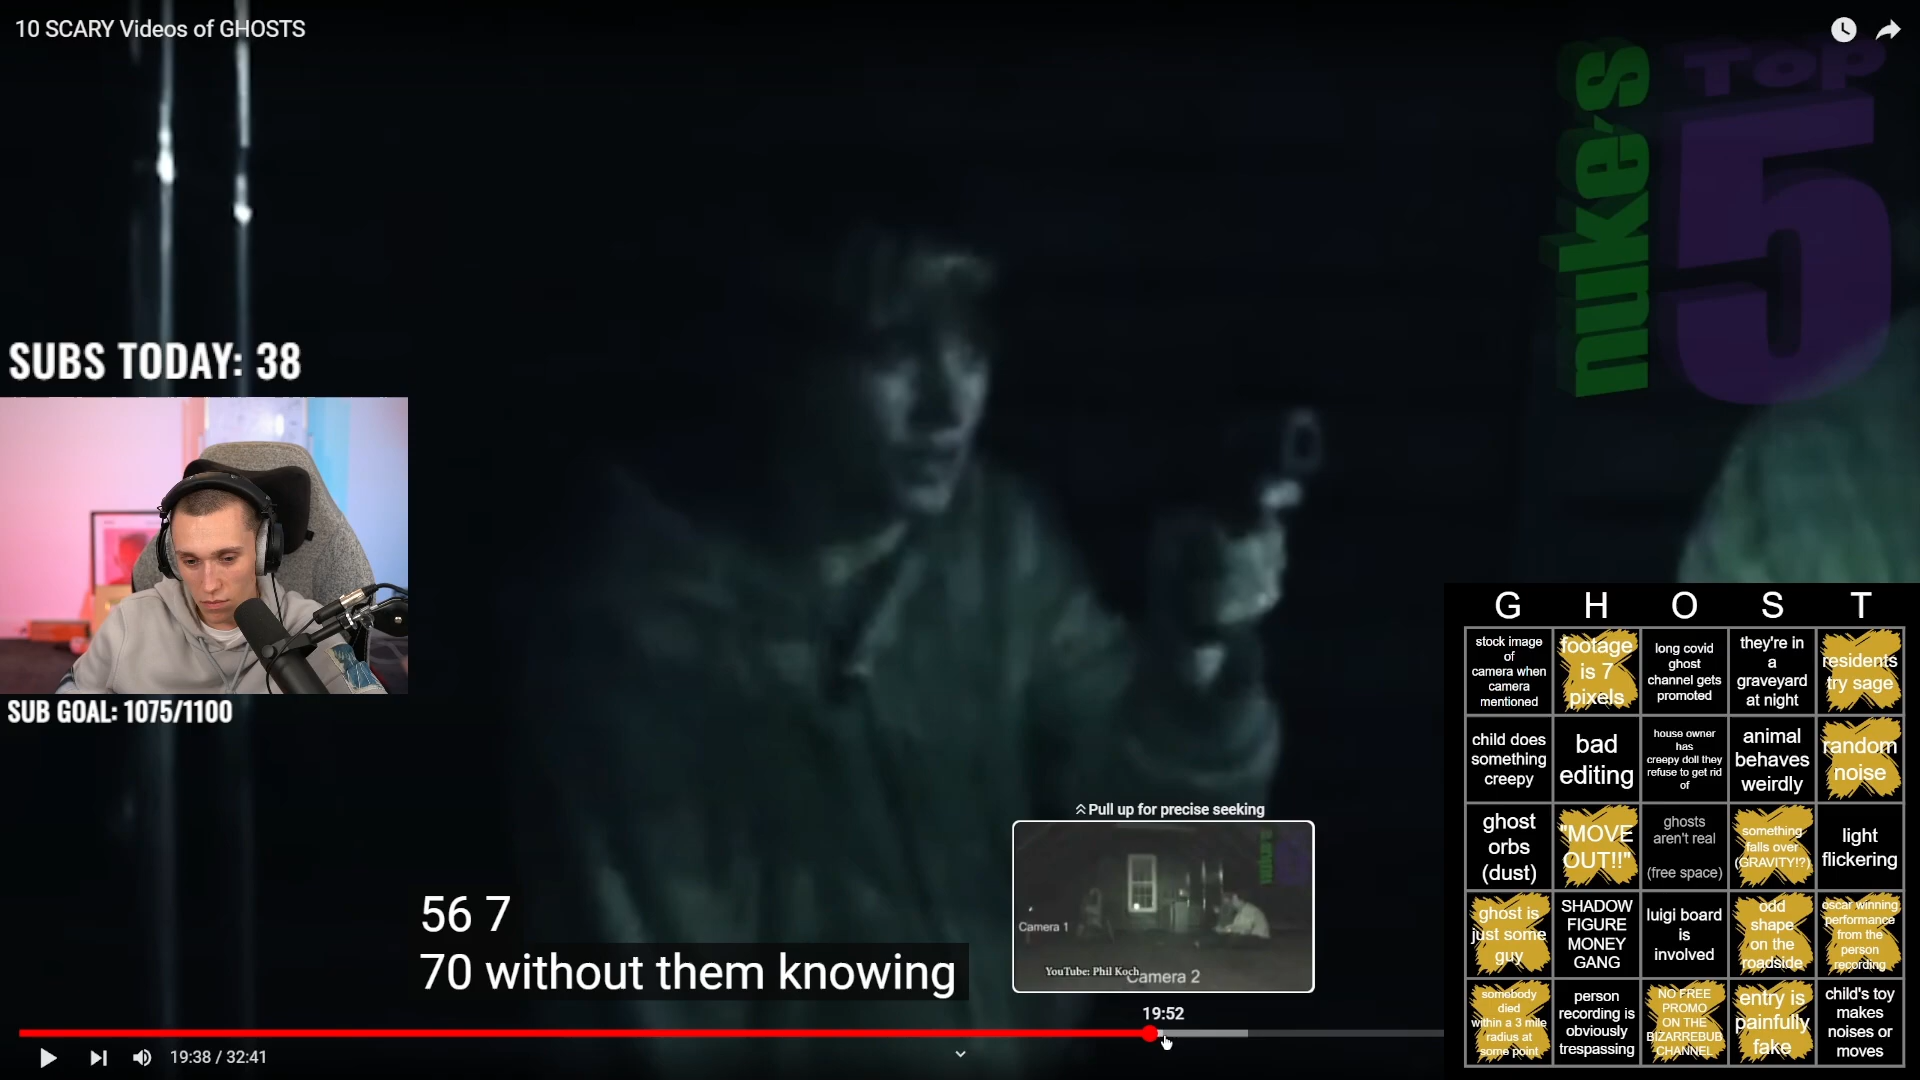 10 SCARY Videos of GHOSTS
nuke's
Top
5
SUBS TODAY: 38
SUB GOAL: 1075/1100
56 7
70 without them knowing
Pull up for precise seeking
Camera 1
YouTube: Phil Koch
Camera 2
19:52
19:38 / 32:41
G H O S T
stock image
of
camera when
camera
mentioned
footage
is 7
pixels
long covid
ghost
channel gets
promoted
they're in
a
graveyard
at night
residents
try sage
child does
something
creepy
bad
editing
house owner
has
creepy doll they
refuse to get rid
of
animal
behaves
weirdly
random
noise
ghost
orbs
(dust)
"MOVE
OUT!!"
ghosts
aren't real
(free space)
something
falls over
(GRAVITY!?)
light
flickering
ghost is
just some
guy
SHADOW
FIGURE
MONEY
GANG
luigi board
is
involved
odd
shape
on the
roadside
oscar winning
performance
from the
person
recording
somebody
died
within a 3 mile
radius at
some point
person
recording is
obviously
trespassing
NO FREE
PROMO
ON THE
BIZARREBUB
CHANNEL
entry is
painfully
fake
child's toy
makes
noises or
moves